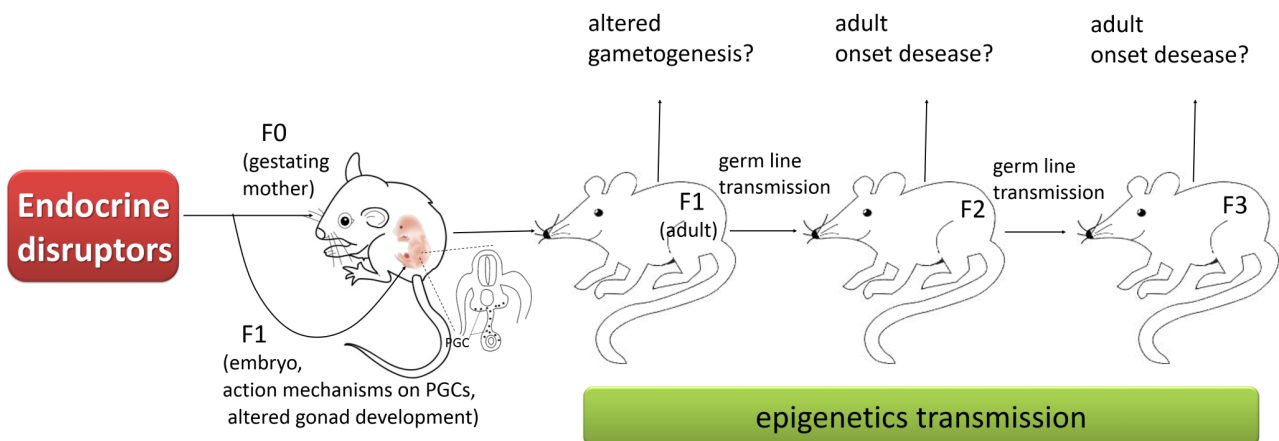 altered
gametogenesis?
adult
onset desease?
adult
onset desease?
F0
(gestating
mother)
Endocrine
disruptors
F1
(adult)
germ line
transmission
F2
germ line
transmission
F3
PGC
F1
(embryo,
action mechanisms on PGCs,
altered gonad development)
epigenetics transmission